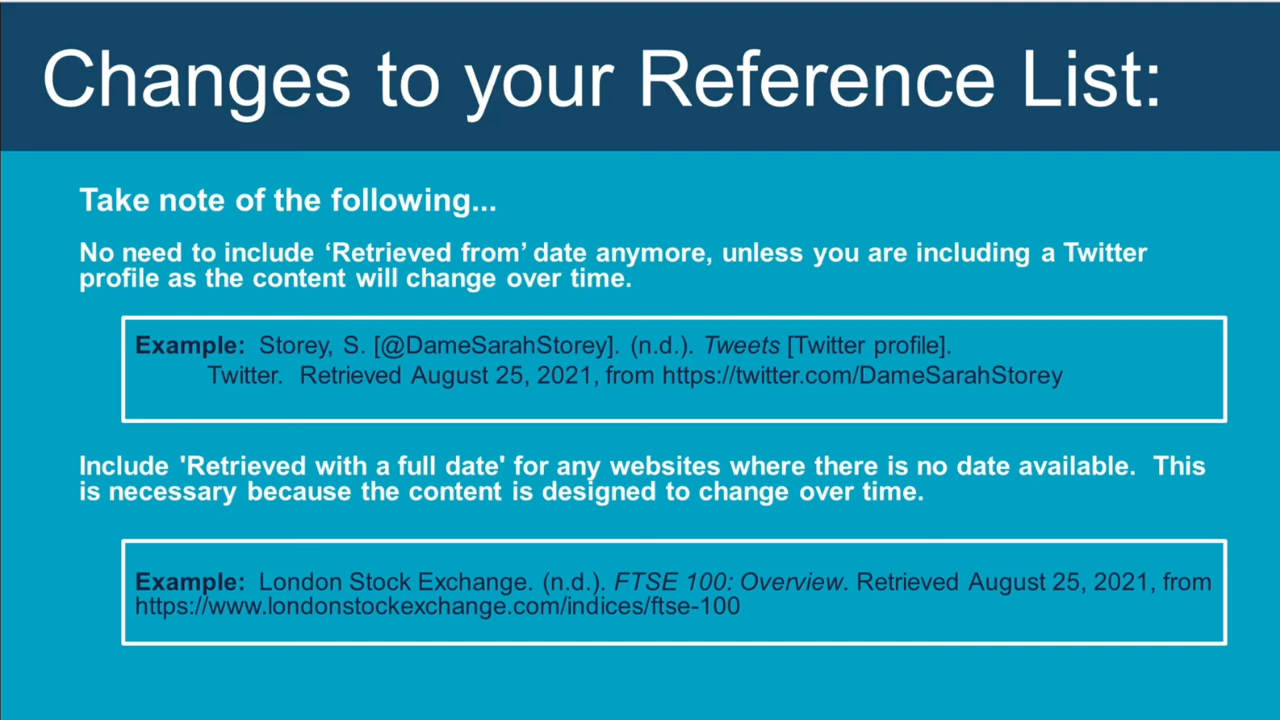 Changes to your Reference List:
Take note of the following...
No need to include ‘Retrieved from’ date anymore, unless you are including a Twitter
profile as the content will change over time.
Example:  Storey, S. [@DameSarahStorey]. (n.d.). Tweets [Twitter profile].
Twitter.  Retrieved August 25, 2021, from https://twitter.com/DameSarahStorey
Include 'Retrieved with a full date' for any websites where there is no date available.  This
is necessary because the content is designed to change over time.
Example:  London Stock Exchange. (n.d.). FTSE 100: Overview. Retrieved August 25, 2021, from
https://www.londonstockexchange.com/indices/ftse-100